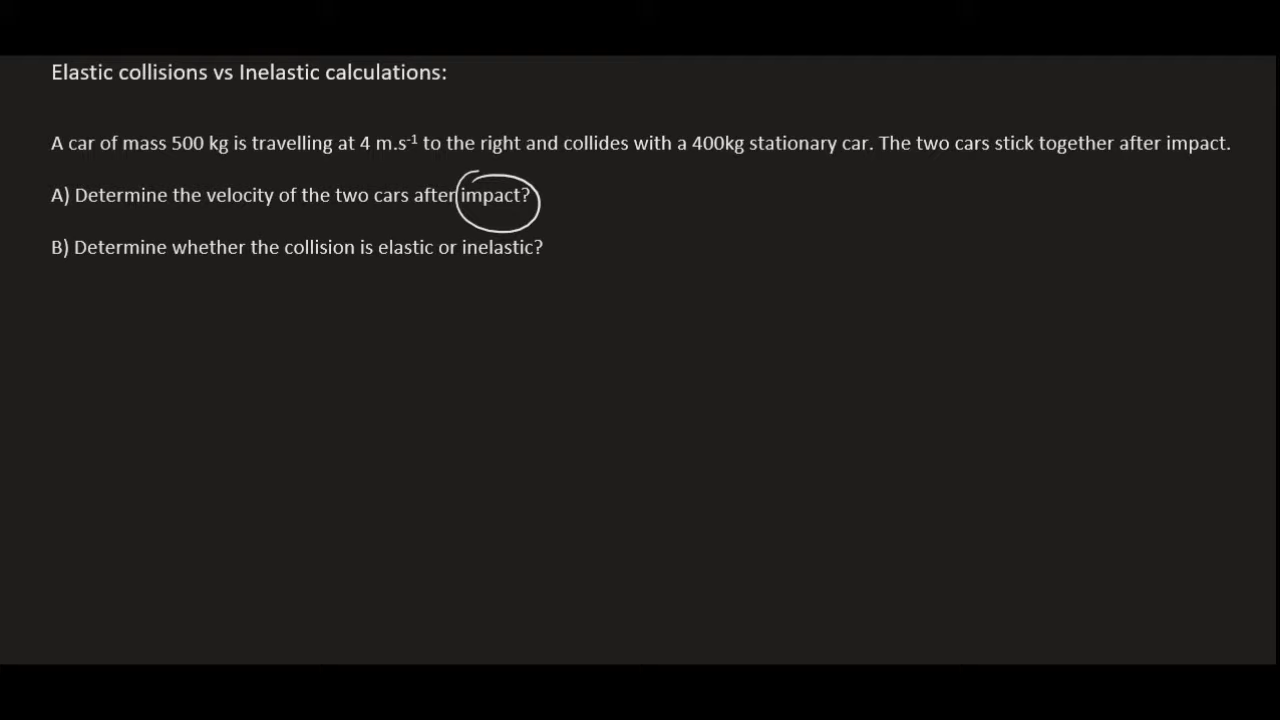 Elastic collisions vs Inelastic calculations:
A car of mass 500 kg is travelling at 4 m.s⁻¹ to the right and collides with a 400kg stationary car. The two cars stick together after impact.
A) Determine the velocity of the two cars after impact?
B) Determine whether the collision is elastic or inelastic?